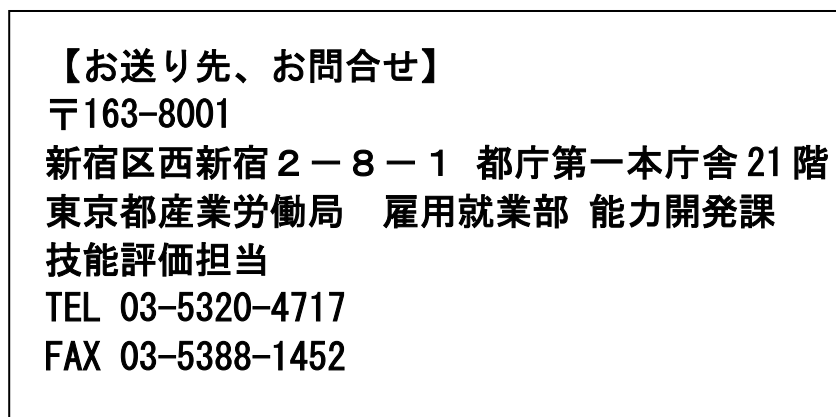 【お送り先、お問合せ】
〒163-8001
新宿区西新宿２－８－１ 都庁第一本庁舎 21 階
東京都産業労働局　雇用就業部 能力開発課
技能評価担当
TEL 03-5320-4717
FAX 03-5388-1452